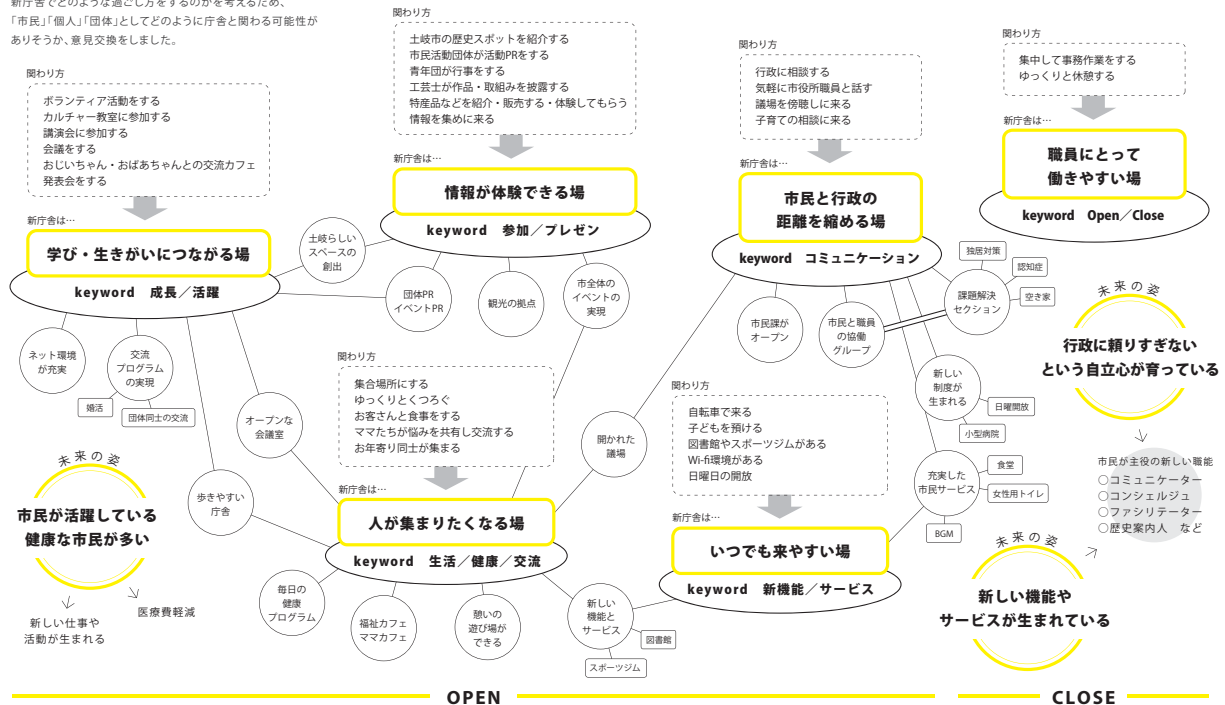 新庁舎でどのような過ごし方をするのかを考えるため、
「市民」「個人」「団体」としてどのように庁舎と関わる可能性が
ありそうか、意見交換をしました。
関わり方
ボランティア活動をする
カルチャー教室に参加する
講演会に参加する
会議をする
おじいちゃん・おばあちゃんとの交流カフェ
発表会をする
新庁舎は…
学び・生きがいにつながる場
keyword 成長／活躍
関わり方
土岐市の歴史スポットを紹介する
市民活動団体が活動PRをする
青年団が行事をする
工芸士が作品・取組みを披露する
特産品などを紹介・販売する・体験してもらう
情報を集めに来る
新庁舎は…
情報が体験できる場
keyword 参加／プレゼン
関わり方
行政に相談する
気軽に市役所職員と話す
議場を傍聴しに来る
子育ての相談に来る
新庁舎は…
市民と行政の
距離を縮める場
keyword コミュニケーション
関わり方
集中して事務作業をする
ゆっくりと休憩する
新庁舎は…
職員にとって
働きやすい場
keyword Open／Close
土岐らしい
スペースの
創出
団体PR
イベントPR
観光の拠点
市全体の
イベントの
実現
市民課が
オープン
市民と職員
の協働
グループ
課題解決
セクション
独居対策
認知症
空き家
新しい
制度が
生まれる
日曜開放
小型病院
充実した
市民サービス
食堂
女性用トイレ
BGM
ネット環境
が充実
交流
プログラム
の実現
婚活
団体同士の交流
オープンな
会議室
歩きやすい
庁舎
開かれた
議場
関わり方
集合場所にする
ゆっくりとくつろぐ
お客さんと食事をする
ママたちが悩みを共有し交流する
お年寄り同士が集まる
新庁舎は…
人が集まりたくなる場
keyword 生活／健康／交流
関わり方
自転車で来る
子どもを預ける
図書館やスポーツジムがある
Wi-fi環境がある
日曜日の開放
新庁舎は…
いつでも来やすい場
keyword 新機能／サービス
毎日の
健康
プログラム
福祉カフェ
ママカフェ
憩いの
遊び場が
できる
新しい
機能と
サービス
図書館
スポーツジム
未来の姿
市民が活躍している
健康な市民が多い
新しい仕事や
活動が生まれる
医療費軽減
未来の姿
行政に頼りすぎない
という自立心が育っている
市民が主役の新しい職能
○コミュニケーター
○コンシェルジュ
○ファシリテーター
○歴史案内人 など
未来の姿
新しい機能や
サービスが生まれている
OPEN
CLOSE